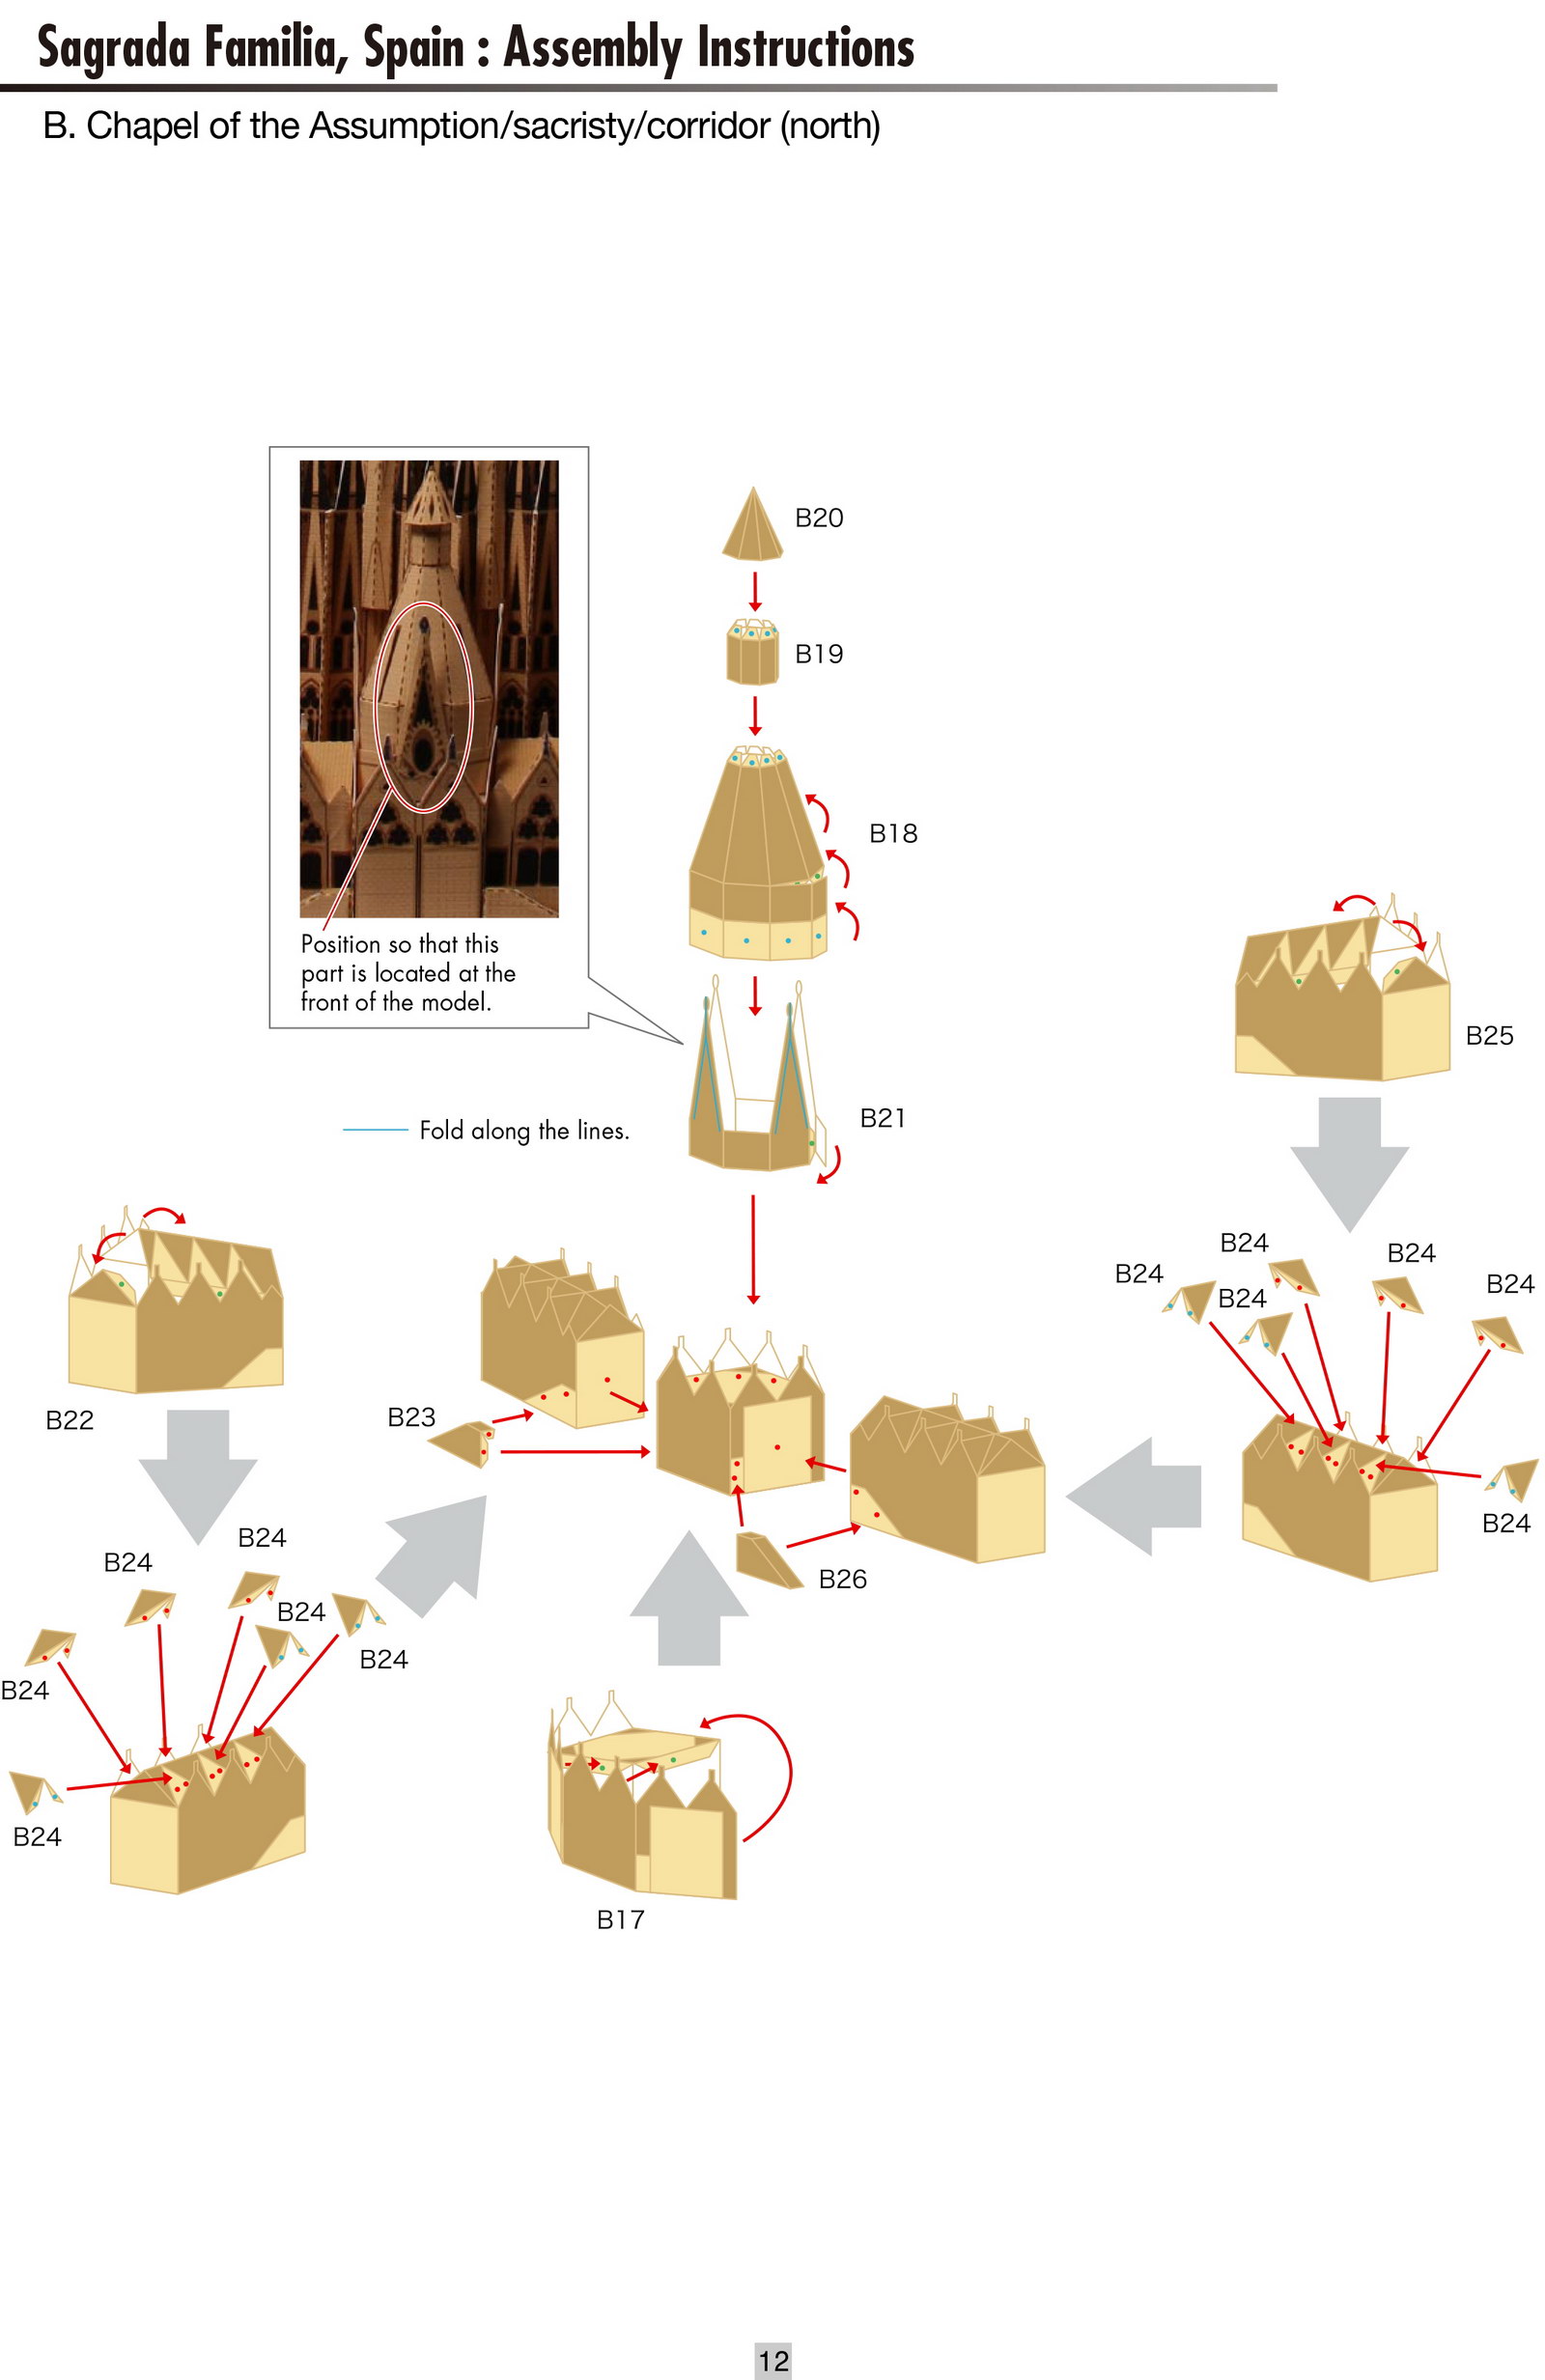 Sagrada Familia, Spain : Assembly Instructions
B. Chapel of the Assumption/sacristy/corridor (north)
B20
B19
B18
Position so that this
part is located at the
front of the model.
B25
B21
Fold along the lines.
B24
B24
B24
B24
B24
B22
B23
B24
B26
B24
B24
B24
B24
B24
B24
B17
12